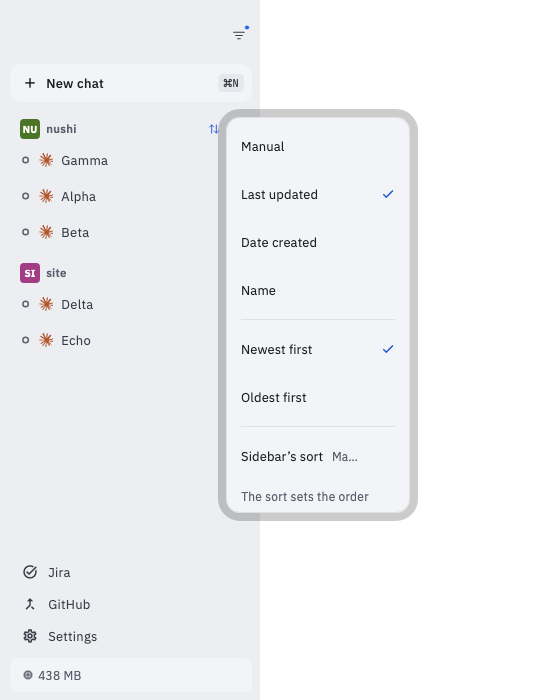 New chat
⌘N
NU nushi
Gamma
Alpha
Beta
SI site
Delta
Echo
Manual
Last updated
Date created
Name
Newest first
Oldest first
Sidebar’s sort Ma…
The sort sets the order
Jira
GitHub
Settings
438 MB